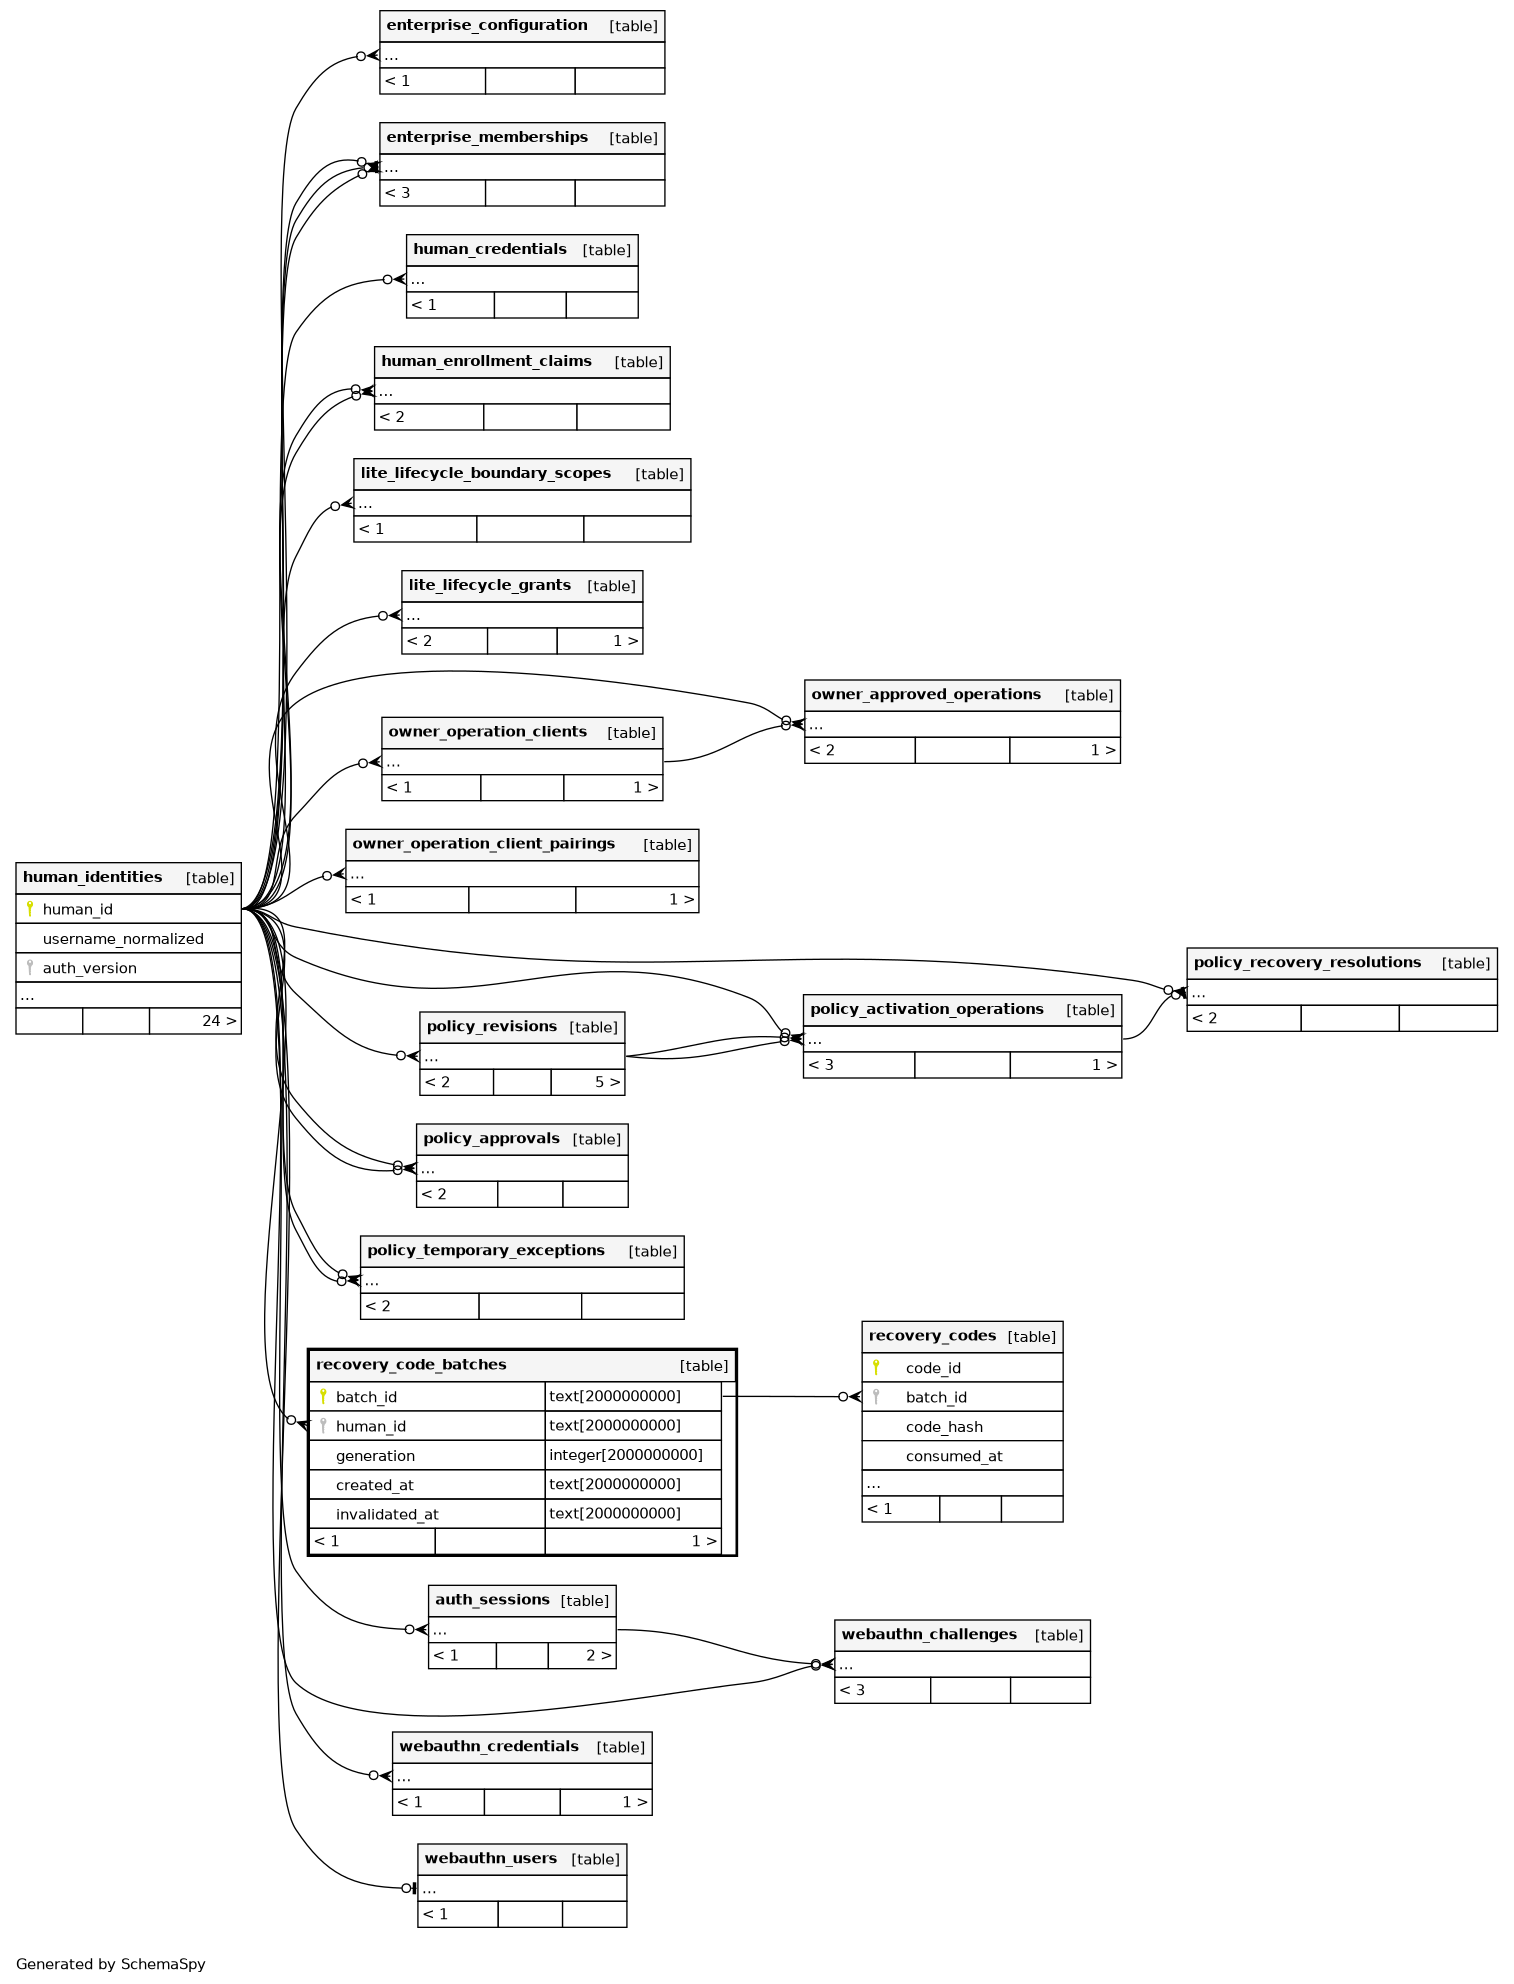 enterprise_configuration [table]
...
< 1
enterprise_memberships [table]
...
< 3
human_credentials [table]
...
< 1
human_enrollment_claims [table]
...
< 2
lite_lifecycle_boundary_scopes [table]
...
< 1
lite_lifecycle_grants [table]
...
< 2 1 >
owner_approved_operations [table]
...
< 2 1 >
owner_operation_clients [table]
...
< 1 1 >
owner_operation_client_pairings [table]
...
< 1 1 >
human_identities [table]
human_id
username_normalized
auth_version
...
24 >
policy_recovery_resolutions [table]
...
< 2
policy_activation_operations [table]
...
< 3 1 >
policy_revisions [table]
...
< 2 5 >
policy_approvals [table]
...
< 2
policy_temporary_exceptions [table]
...
< 2
recovery_codes [table]
code_id
batch_id
code_hash
consumed_at
...
< 1
recovery_code_batches [table]
batch_id text[2000000000]
human_id text[2000000000]
generation integer[2000000000]
created_at text[2000000000]
invalidated_at text[2000000000]
< 1 1 >
auth_sessions [table]
...
< 1 2 >
webauthn_challenges [table]
...
< 3
webauthn_credentials [table]
...
< 1 1 >
webauthn_users [table]
...
< 1
Generated by SchemaSpy